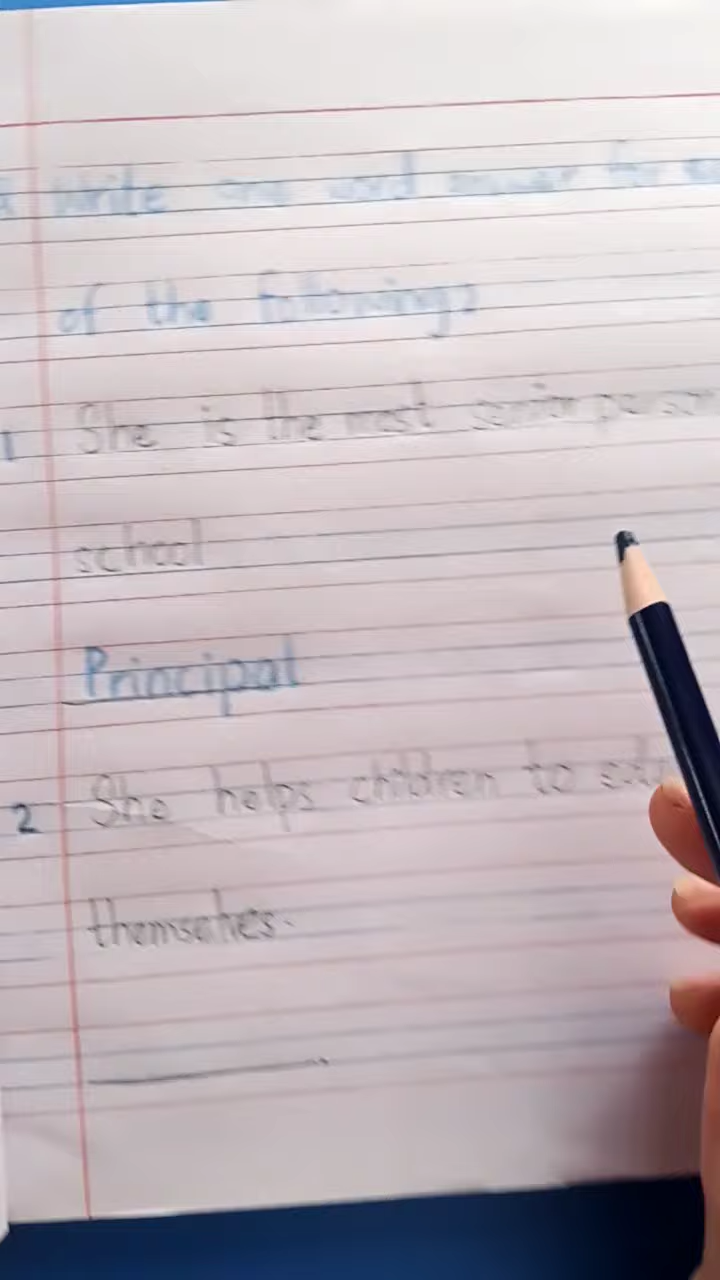 write one word answer for
of the followings
1 She is the most senior person
school
Principal
2 She helps children to
themselves.